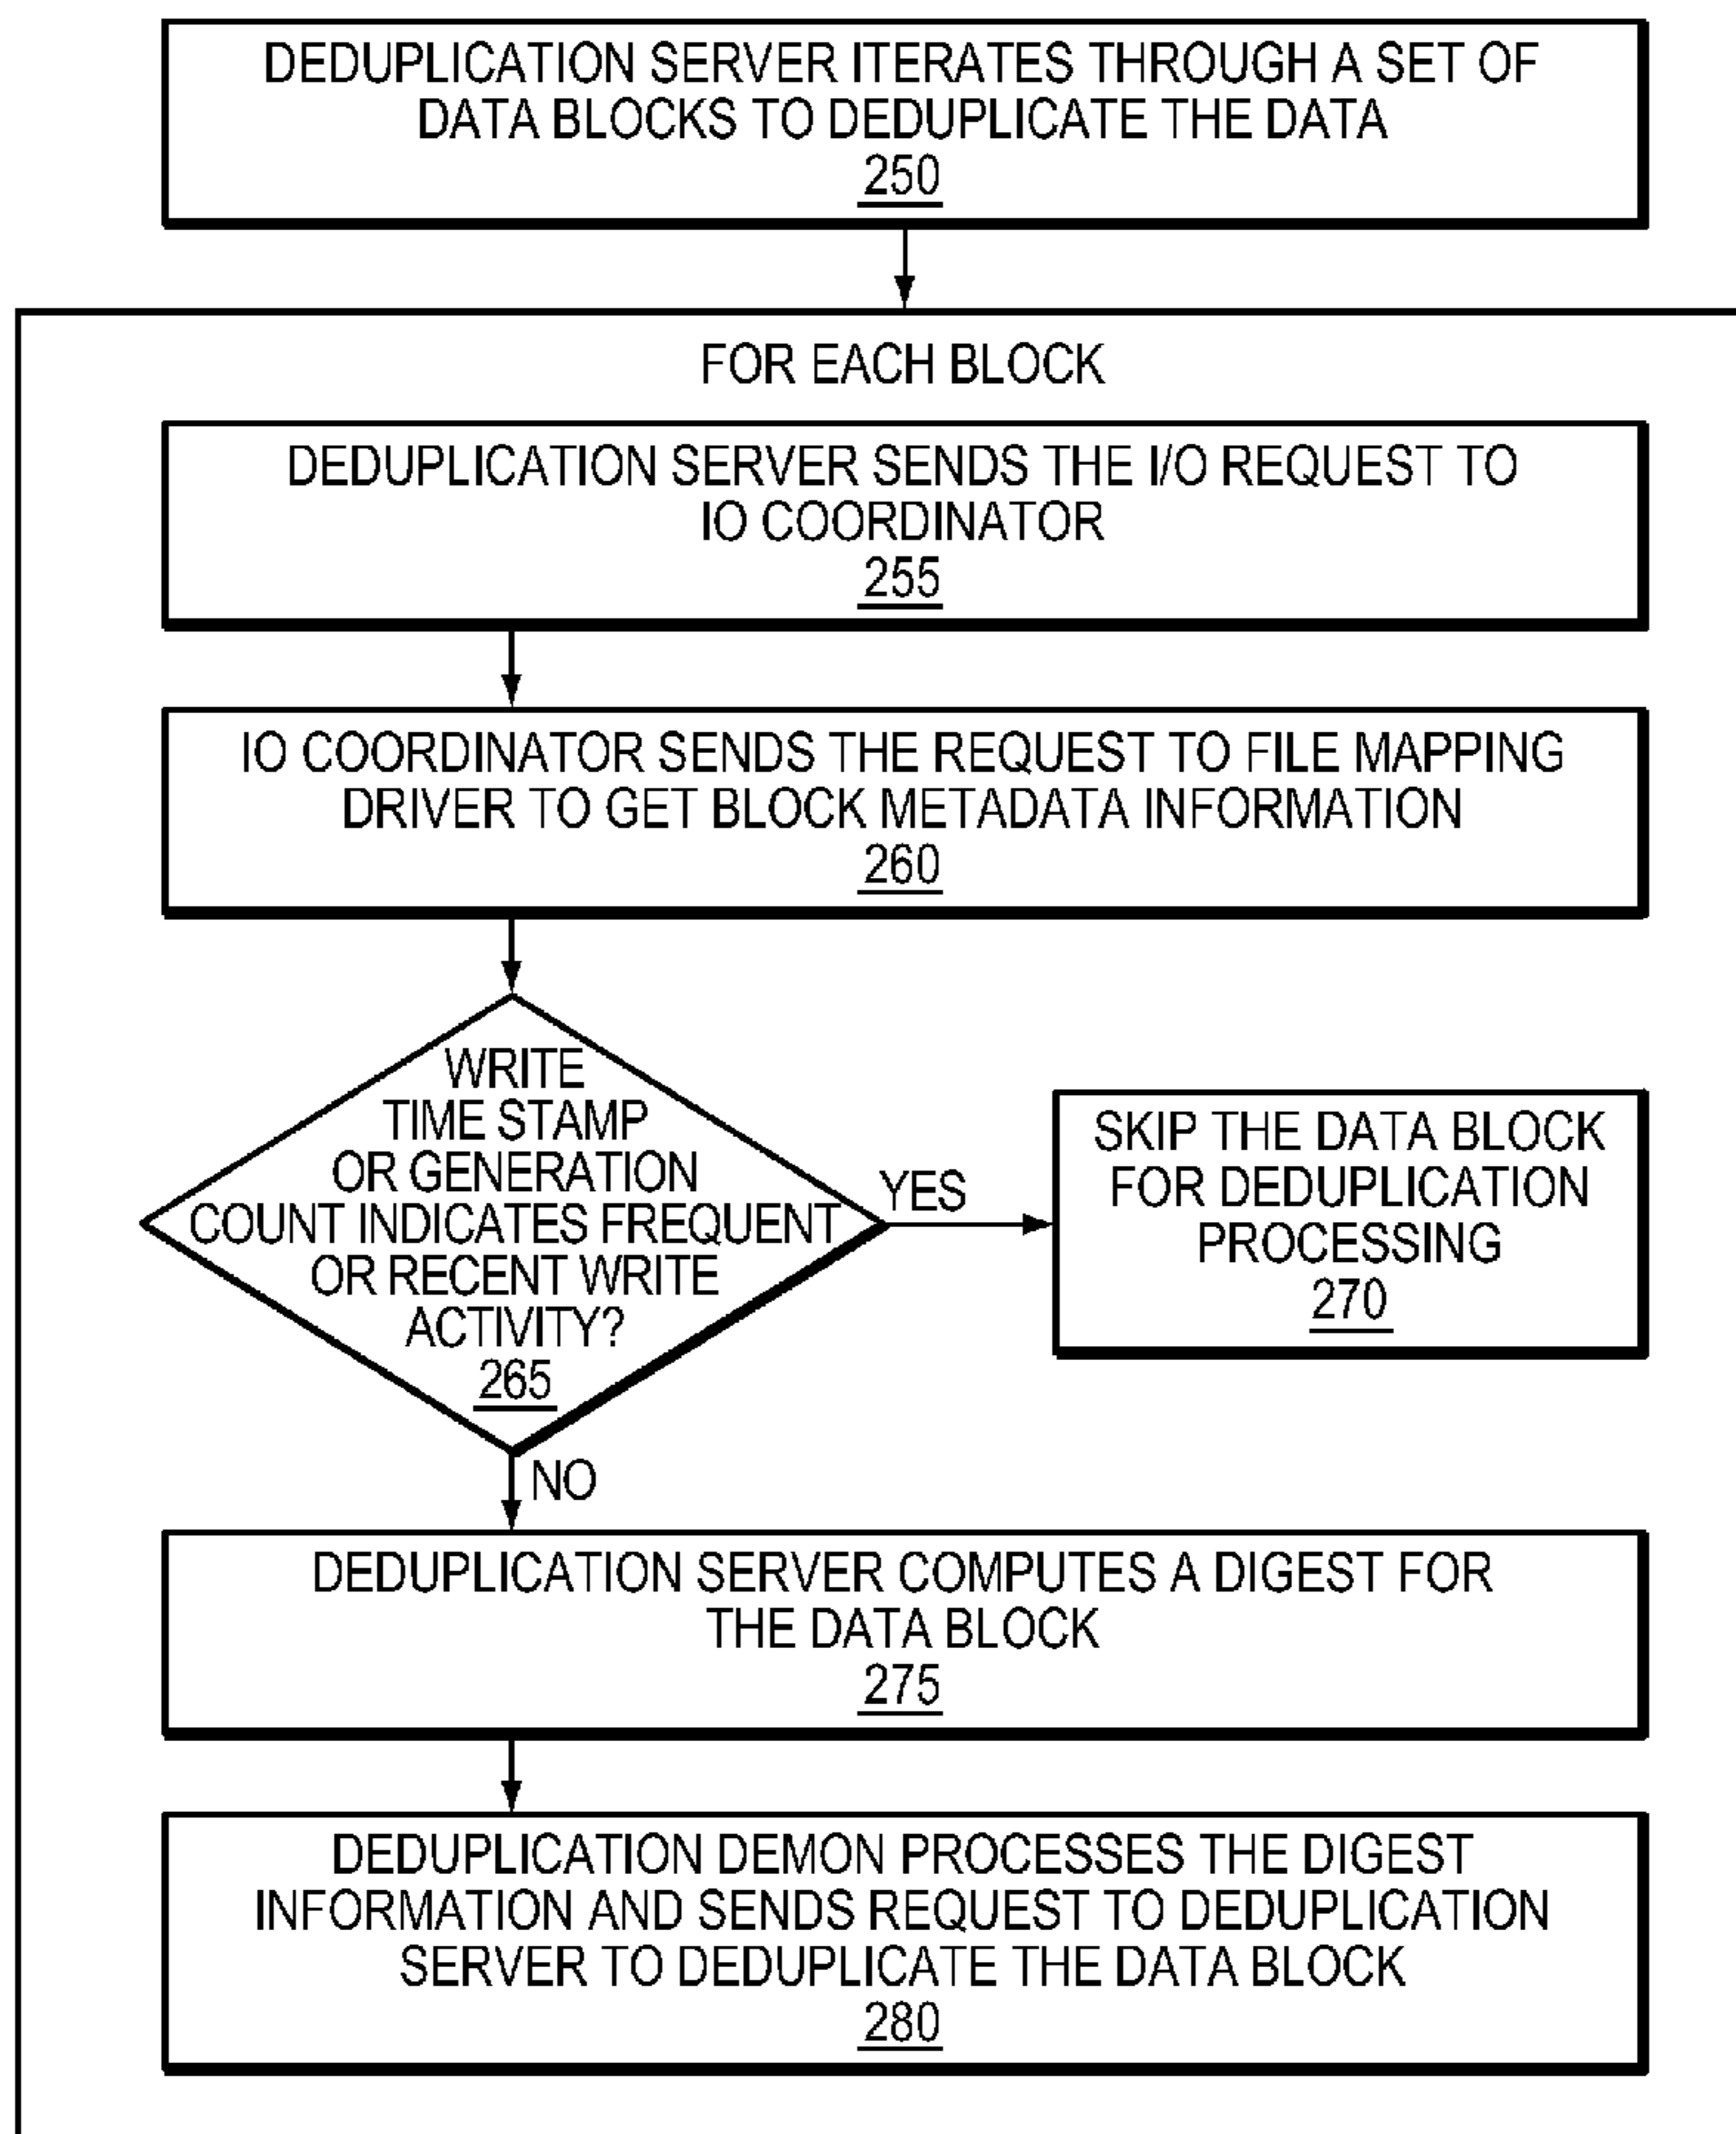 DEDUPLICATION SERVER ITERATES THROUGH A SET OF
DATA BLOCKS TO DEDUPLICATE THE DATA
250
FOR EACH BLOCK
DEDUPLICATION SERVER SENDS THE I/O REQUEST TO
IO COORDINATOR
255
IO COORDINATOR SENDS THE REQUEST TO FILE MAPPING
DRIVER TO GET BLOCK METADATA INFORMATION
260
WRITE
TIME STAMP
OR GENERATION
COUNT INDICATES FREQUENT
OR RECENT WRITE
ACTIVITY?
265
YES
SKIP THE DATA BLOCK
FOR DEDUPLICATION
PROCESSING
270
NO
DEDUPLICATION SERVER COMPUTES A DIGEST FOR
THE DATA BLOCK
275
DEDUPLICATION DEMON PROCESSES THE DIGEST
INFORMATION AND SENDS REQUEST TO DEDUPLICATION
SERVER TO DEDUPLICATE THE DATA BLOCK
280